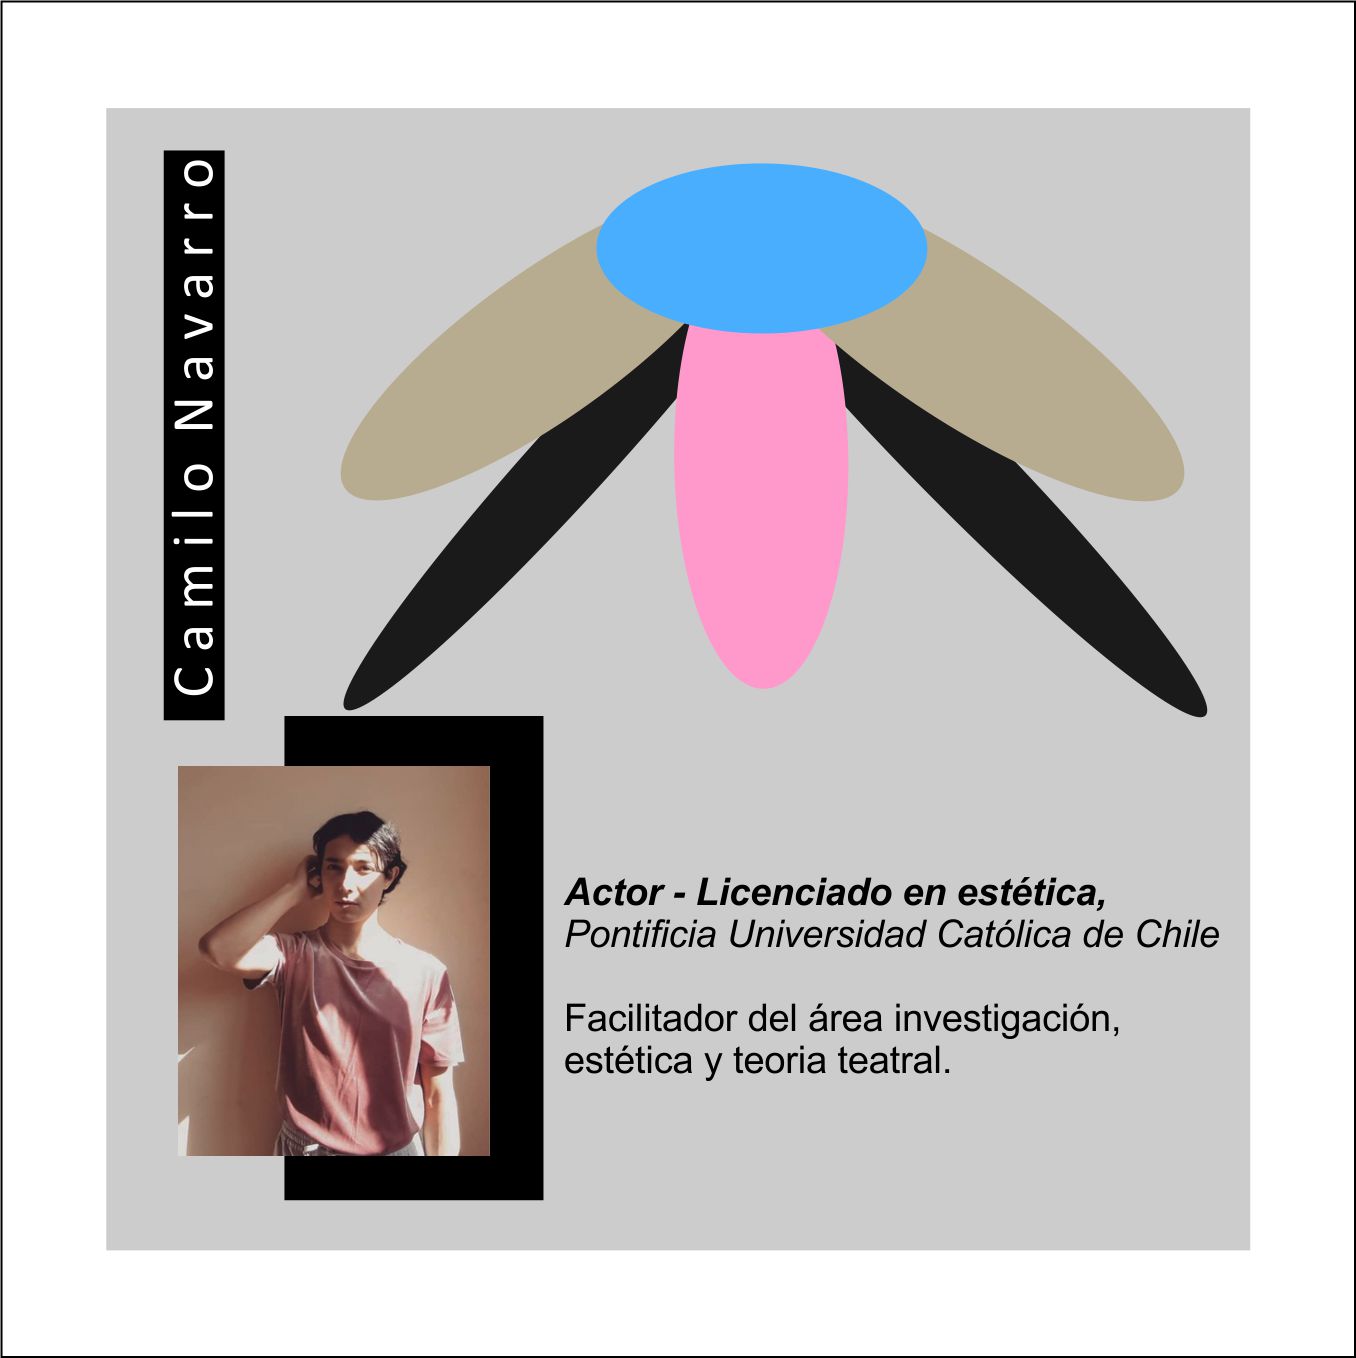 Camilo Navarro
Actor - Licenciado en estética,
Pontificia Universidad Católica de Chile
Facilitador del área investigación,
estética y teoria teatral.